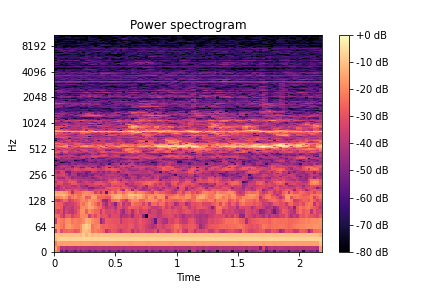 Power spectrogram
Hz
8192
4096
2048
1024
512
256
128
64
0
0
0.5
1
1.5
2
Time
+0 dB
-10 dB
-20 dB
-30 dB
-40 dB
-50 dB
-60 dB
-70 dB
-80 dB